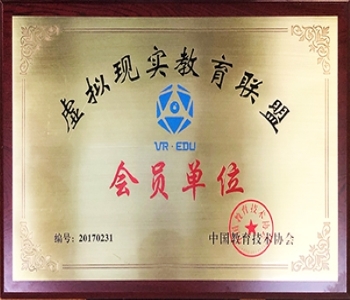 虚拟现实教育联盟
VR·EDU
会员单位
编号：20170231
中国教育技术协会